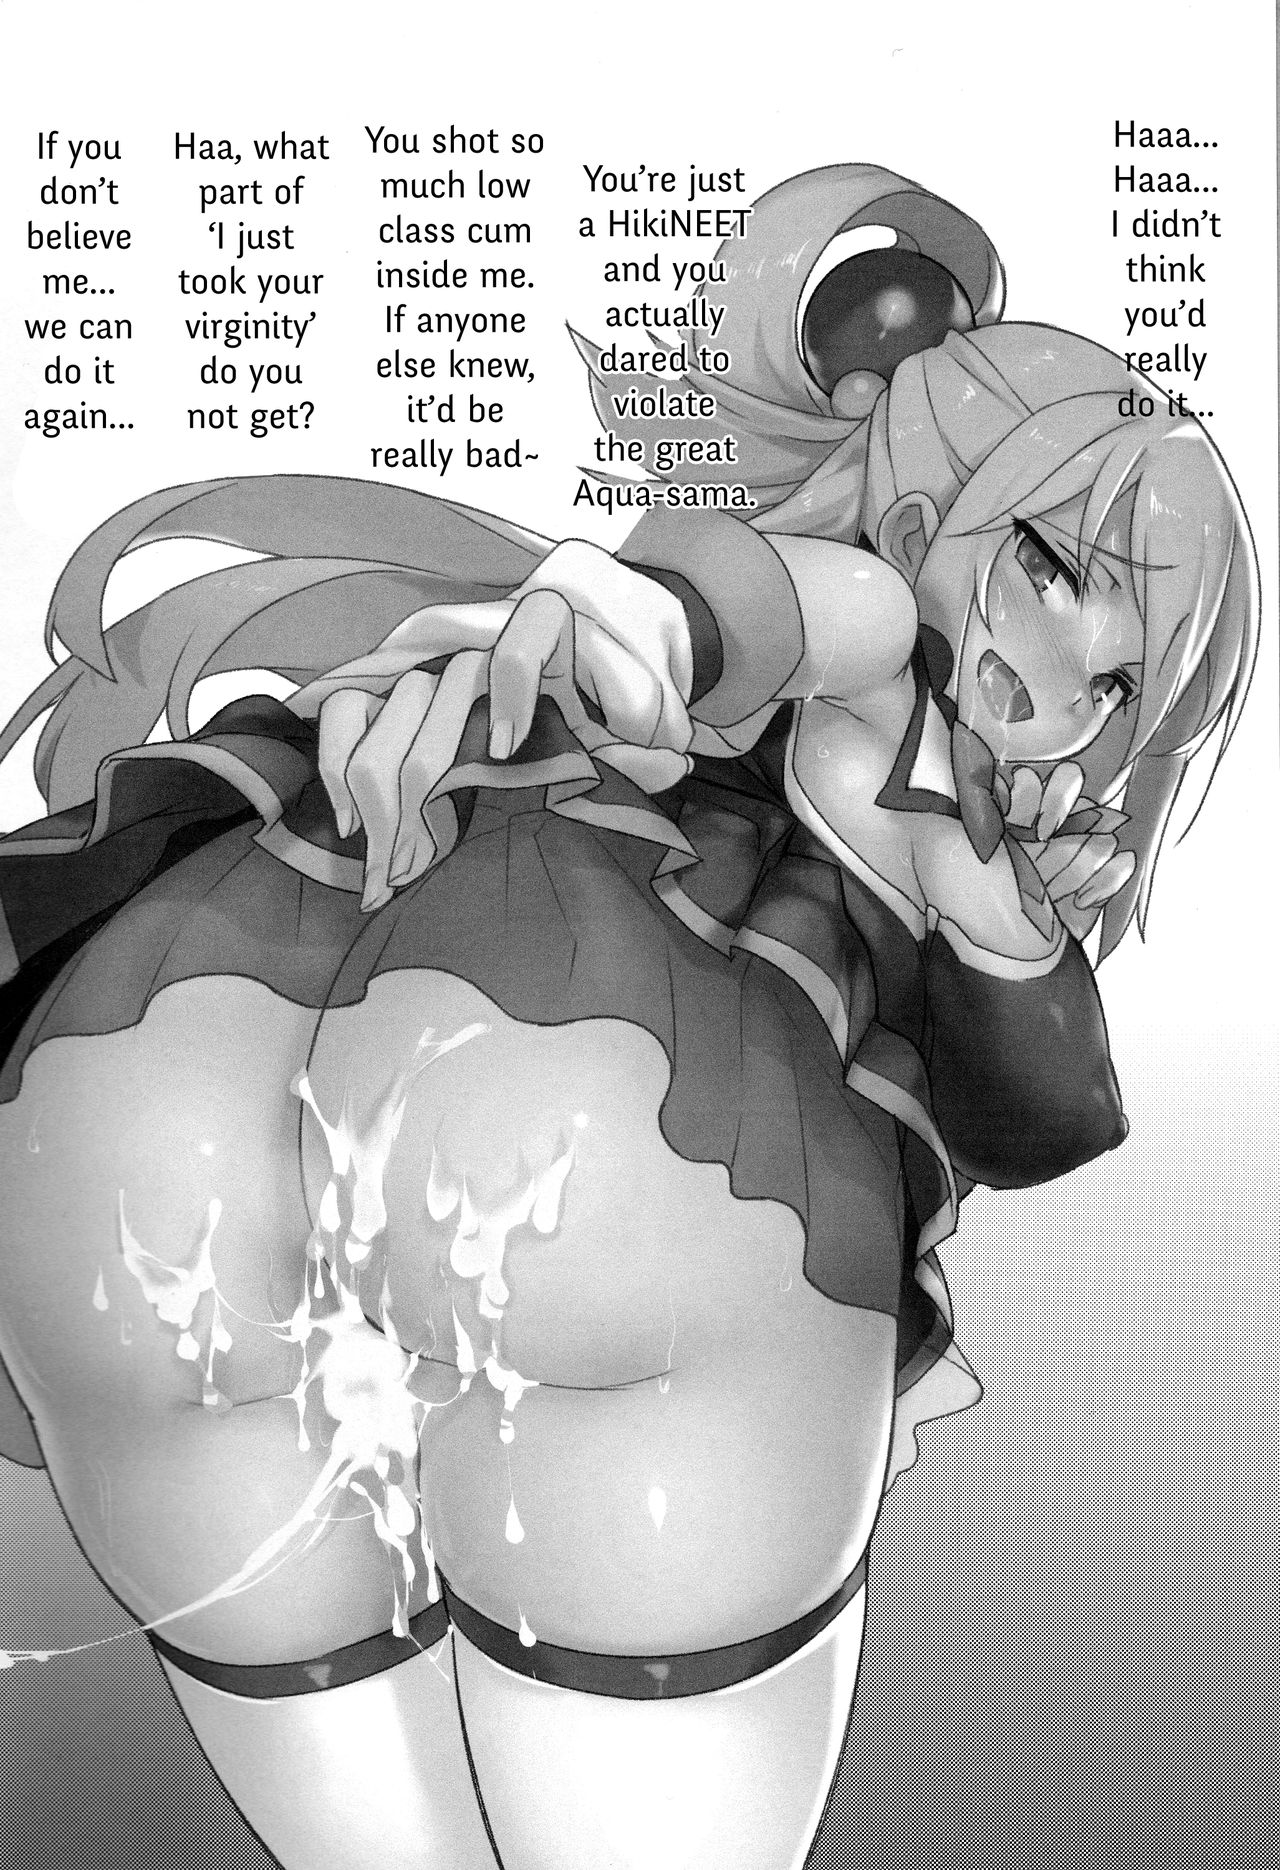 Haaa...
Haaa...
I didn't
think
you'd
really
do it...
You're just
a HikiNEET
and you
actually
dared to
violate
the great
Aqua-sama.
You shot so
much low
class cum
inside me.
If anyone
else knew,
it'd be
really bad~
Haa, what
part of
‘I just
took your
virginity’
do you
not get?
If you
don't
believe
me...
we can
do it
again...